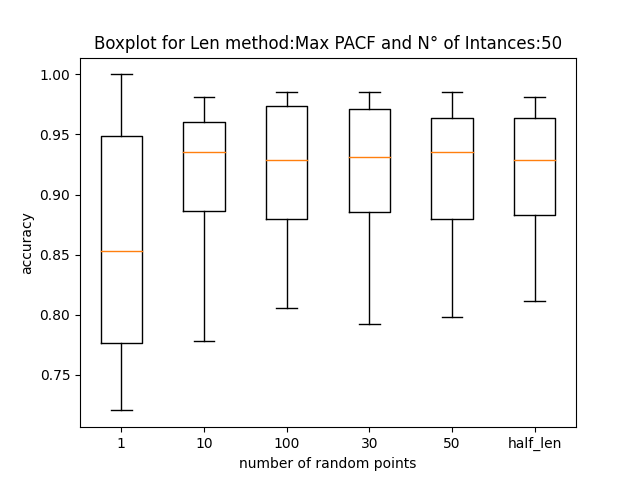 Boxplot for Len method:Max PACF and N° of Intances:50
1.00
0.95
0.90
0.85
0.80
0.75
accuracy
1 10 100 30 50 half_len
number of random points